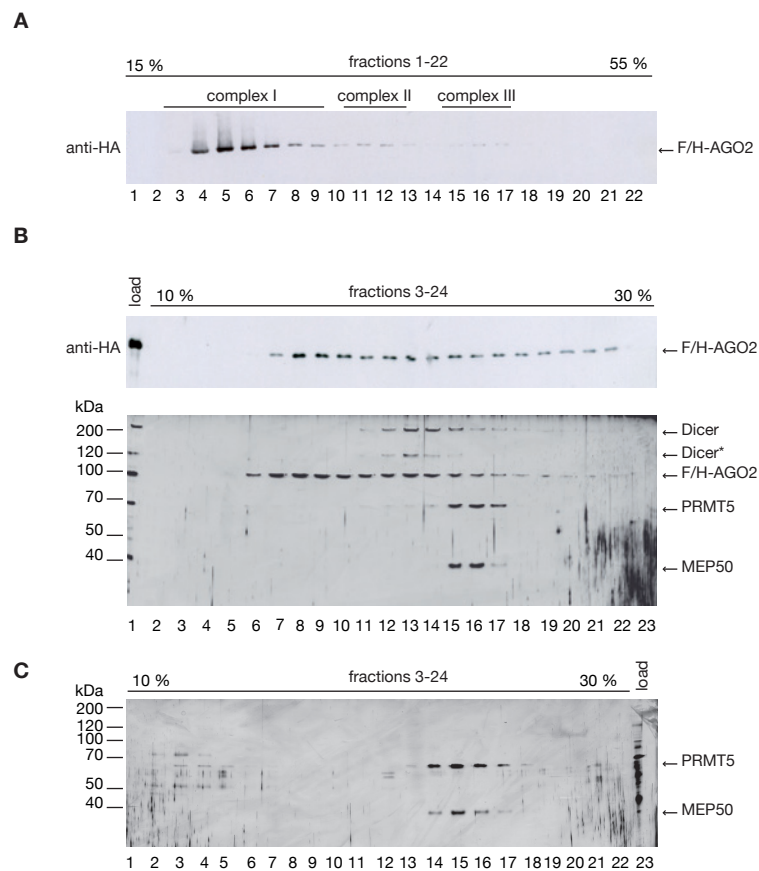 A
15 % fractions 1-22 55 %
complex I complex II complex III
anti-HA ← F/H-AGO2
1 2 3 4 5 6 7 8 9 10 11 12 13 14 15 16 17 18 19 20 21 22
B
load 10 % fractions 3-24 30 %
anti-HA ← F/H-AGO2
kDa
200 ← Dicer
120 ← Dicer*
100 ← F/H-AGO2
70 ← PRMT5
50
40 ← MEP50
1 2 3 4 5 6 7 8 9 10 11 12 13 14 15 16 17 18 19 20 21 22 23
C
10 % fractions 3-24 30 % load
kDa
200
120
100
70 ← PRMT5
50
40 ← MEP50
1 2 3 4 5 6 7 8 9 10 11 12 13 14 15 16 17 18 19 20 21 22 23